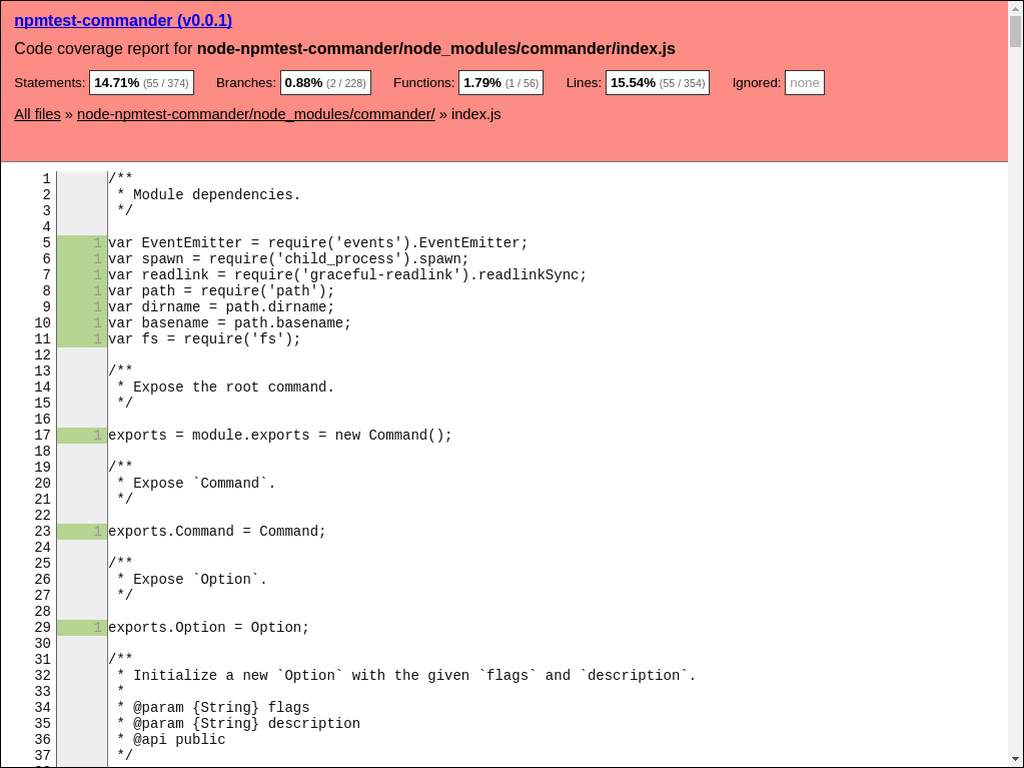 npmtest-commander (v0.0.1)
Code coverage report for node-npmtest-commander/node_modules/commander/index.js
Statements: 14.71% (55 / 374) Branches: 0.88% (2 / 228) Functions: 1.79% (1 / 56) Lines: 15.54% (55 / 354) Ignored: none
All files » node-npmtest-commander/node_modules/commander/ » index.js
1 /**
2  * Module dependencies.
3  */
4
5 1 var EventEmitter = require('events').EventEmitter;
6 1 var spawn = require('child_process').spawn;
7 1 var readlink = require('graceful-readlink').readlinkSync;
8 1 var path = require('path');
9 1 var dirname = path.dirname;
10 1 var basename = path.basename;
11 1 var fs = require('fs');
12
13 /**
14  * Expose the root command.
15  */
16
17 1 exports = module.exports = new Command();
18
19 /**
20  * Expose `Command`.
21  */
22
23 1 exports.Command = Command;
24
25 /**
26  * Expose `Option`.
27  */
28
29 1 exports.Option = Option;
30
31 /**
32  * Initialize a new `Option` with the given `flags` and `description`.
33  *
34  * @param {String} flags
35  * @param {String} description
36  * @api public
37  */